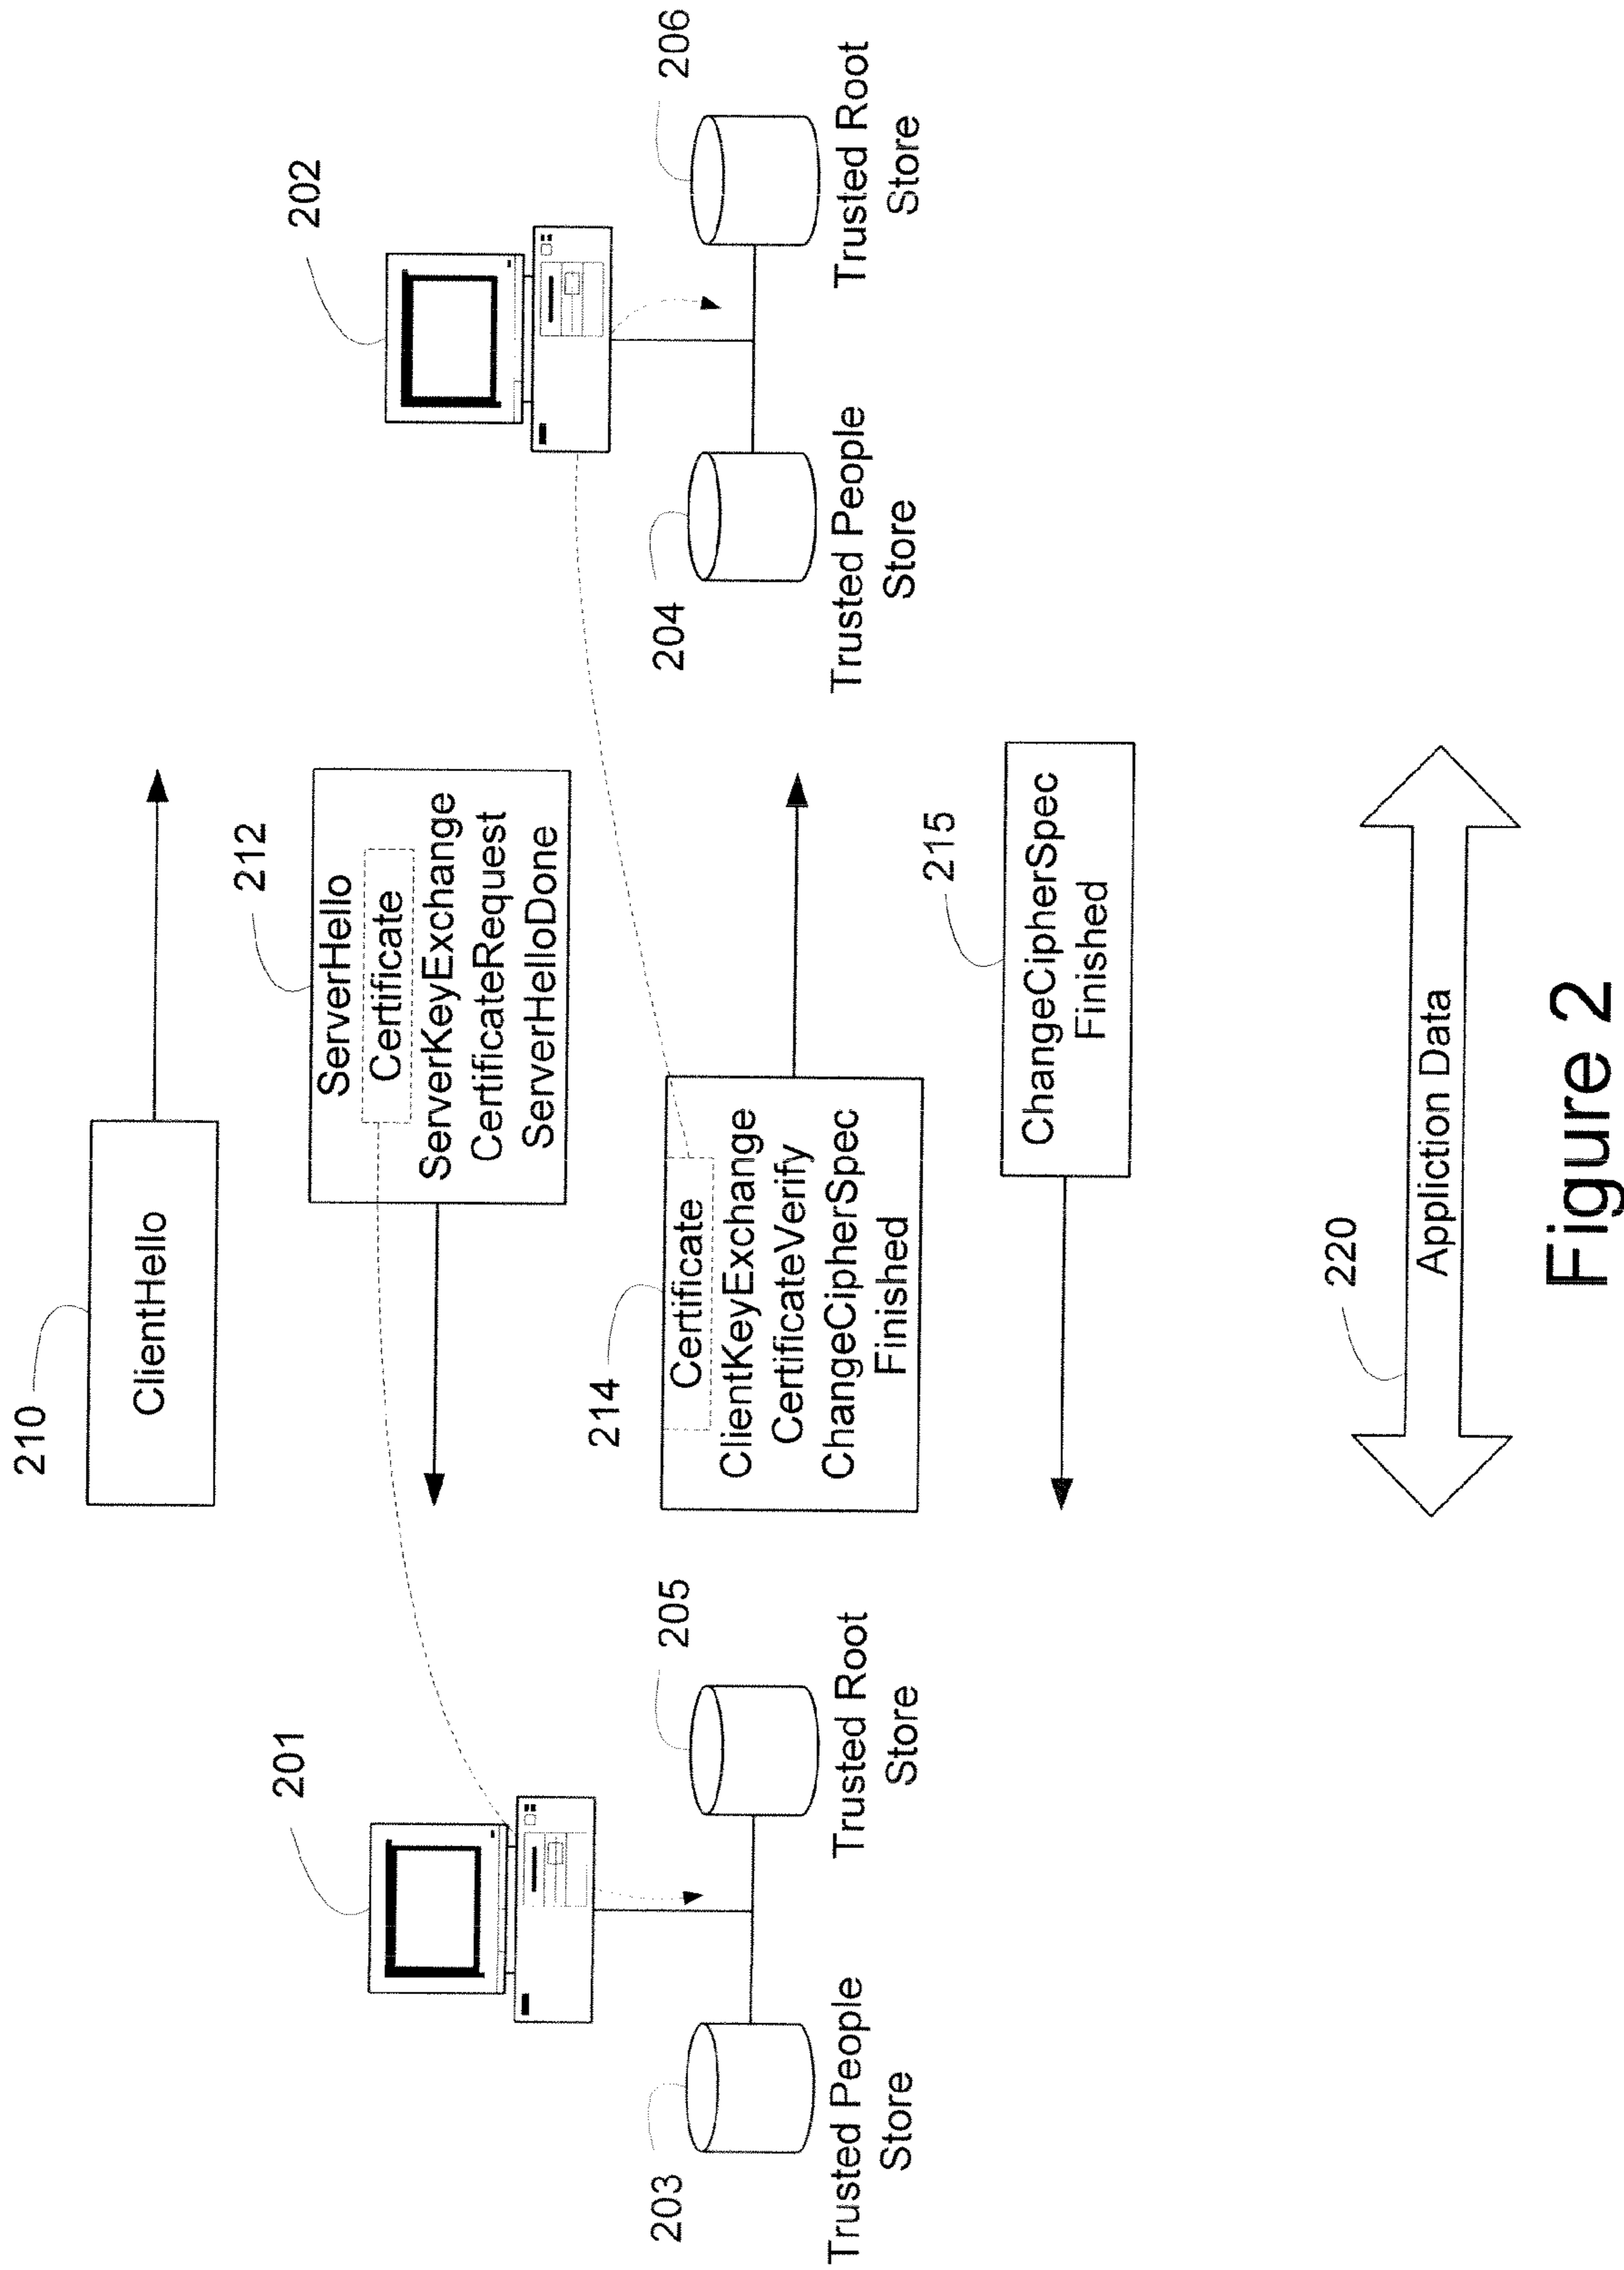 210
ClientHello
212
ServerHello
Certificate
ServerKeyExchange
CertificateRequest
ServerHelloDone
201
202
203
Trusted People
Store
205
Trusted Root
Store
214
Certificate
ClientKeyExchange
CertificateVerify
ChangeCipherSpec
Finished
204
Trusted People
Store
206
Trusted Root
Store
215
ChangeCipherSpec
Finished
220
Appliction Data
Figure 2